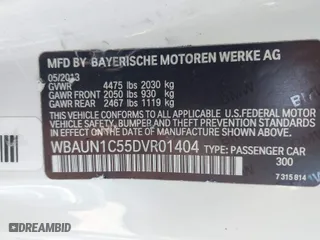 MFD BY BAYERISCHE MOTOREN WERKE AG
05/2013
GVWR 4475 lbs 2030 kg
GAWR FRONT 2050 lbs 930 kg
GAWR REAR 2467 lbs 1119 kg
THIS VEHICLE CONFORMS TO ALL APPLICABLE U.S. FEDERAL MOTOR
VEHICLE SAFETY, BUMPER, AND THEFT PREVENTION STANDARDS IN
EFFECT ON THE DATE OF MANUFACTURE SHOWN ABOVE.
WBAUN1C55DVR01404 TYPE: PASSENGER CAR
300
7 315 814
© 2023 AutoBidMaster